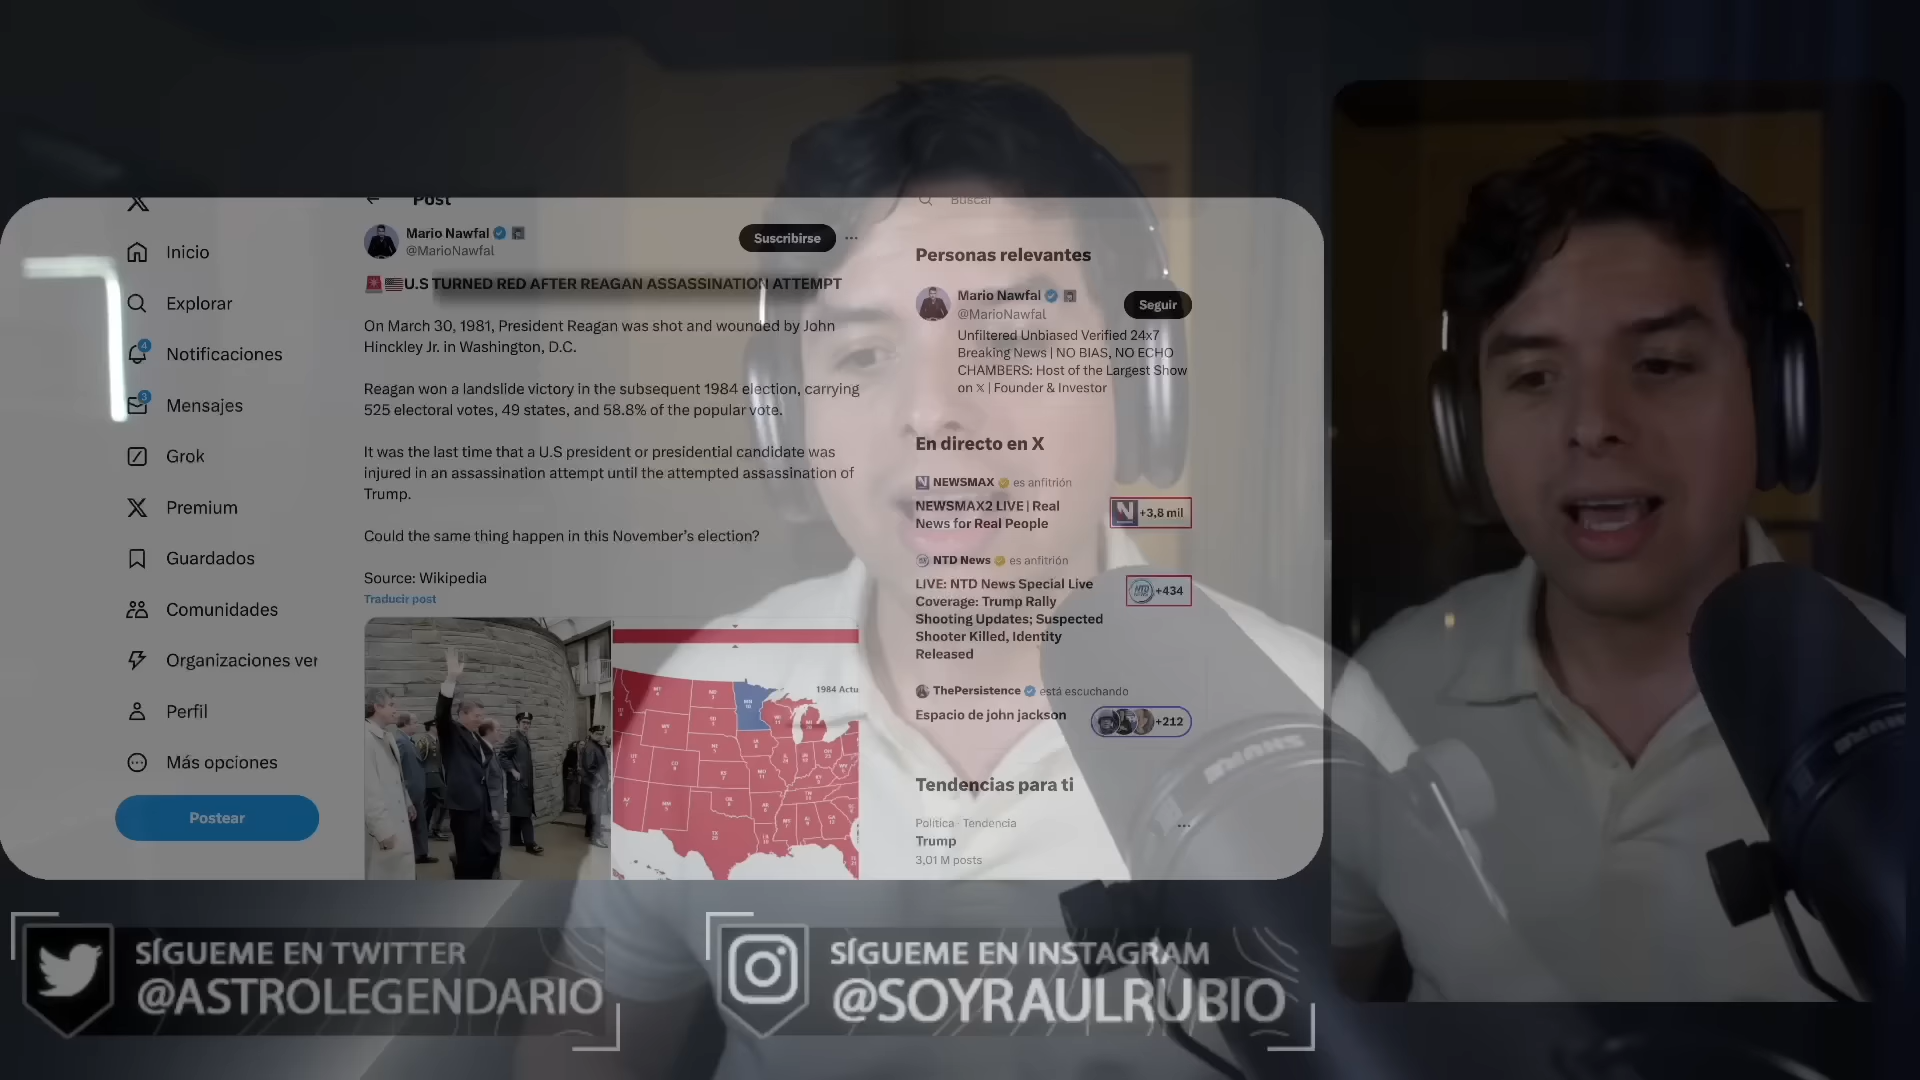 Inicio
Explorar
4
Notificaciones
3
Mensajes
Grok
Premium
Guardados
Comunidades
Organizaciones ver
Perfil
Más opciones
Postear
Post
Mario Nawfal
@MarioNawfal
Suscribirse
U.S TURNED RED AFTER REAGAN ASSASSINATION ATTEMPT
On March 30, 1981, President Reagan was shot and wounded by John
Hinckley Jr. in Washington, D.C.
Reagan won a landslide victory in the subsequent 1984 election, carrying
525 electoral votes, 49 states, and 58.8% of the popular vote.
It was the last time that a U.S president or presidential candidate was
injured in an assassination attempt until the attempted assassination of
Trump.
Could the same thing happen in this November's election?
Source: Wikipedia
Traducir post
1984 Actu
Buscar
Personas relevantes
Mario Nawfal
@MarioNawfal
Seguir
Unfiltered Unbiased Verified 24x7
Breaking News | NO BIAS, NO ECHO
CHAMBERS: Host of the Largest Show
on 𝕏 | Founder & Investor
En directo en X
NEWSMAX es anfitrión
NEWSMAX2 LIVE | Real
News for Real People
+3,8 mil
NTD News es anfitrión
LIVE: NTD News Special Live
Coverage: Trump Rally
Shooting Updates; Suspected
Shooter Killed, Identity
Released
+434
ThePersistence está escuchando
Espacio de john jackson
+212
Tendencias para ti
Política · Tendencia
Trump
3,01 M posts
SÍGUEME EN TWITTER
@ASTROLEGENDARIO
SÍGUEME EN INSTAGRAM
@SOYRAULRUBIO